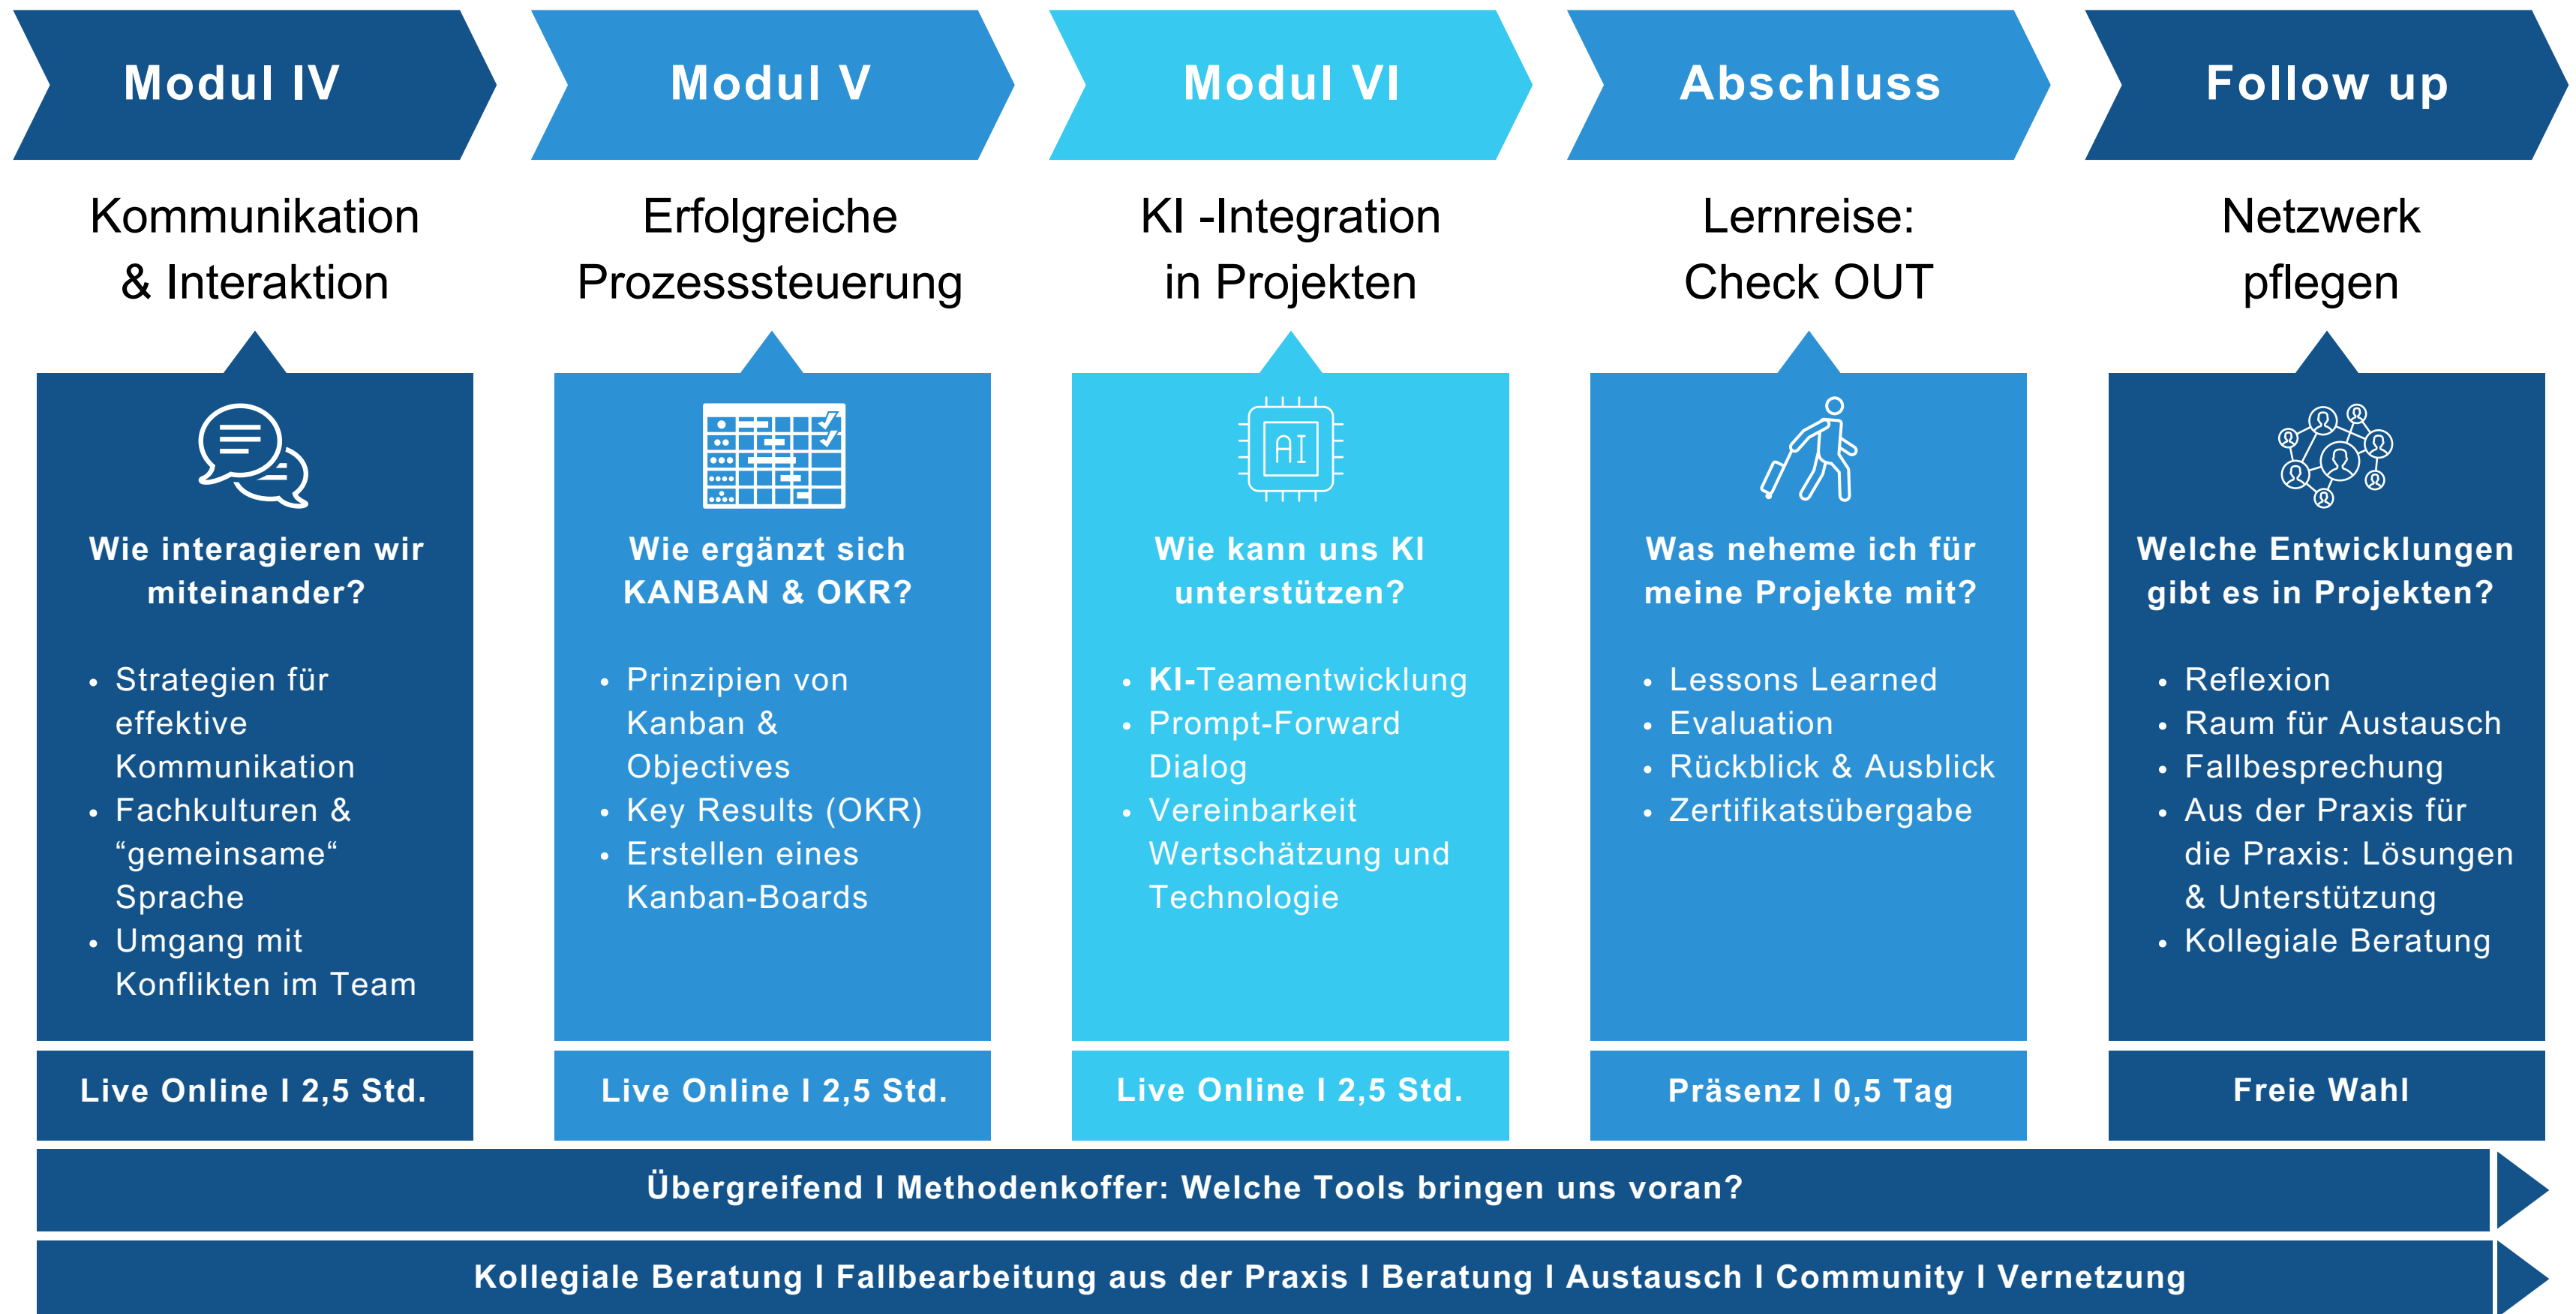 Modul IV
Modul V
Modul VI
Abschluss
Follow up
Kommunikation
& Interaktion
Erfolgreiche
Prozesssteuerung
KI -Integration
in Projekten
Lernreise:
Check OUT
Netzwerk
pflegen
Wie interagieren wir
miteinander?
• Strategien für
effektive
Kommunikation
• Fachkulturen &
“gemeinsame“
Sprache
• Umgang mit
Konflikten im Team
Live Online I 2,5 Std.
Wie ergänzt sich
KANBAN & OKR?
• Prinzipien von
Kanban &
Objectives
• Key Results (OKR)
• Erstellen eines
Kanban-Boards
Live Online I 2,5 Std.
AI
Wie kann uns KI
unterstützen?
• KI-Teamentwicklung
• Prompt-Forward
Dialog
• Vereinbarkeit
Wertschätzung und
Technologie
Live Online I 2,5 Std.
Was neheme ich für
meine Projekte mit?
• Lessons Learned
• Evaluation
• Rückblick & Ausblick
• Zertifikatsübergabe
Präsenz I 0,5 Tag
Welche Entwicklungen
gibt es in Projekten?
• Reflexion
• Raum für Austausch
• Fallbesprechung
• Aus der Praxis für
die Praxis: Lösungen
& Unterstützung
• Kollegiale Beratung
Freie Wahl
Übergreifend I Methodenkoffer: Welche Tools bringen uns voran?
Kollegiale Beratung I Fallbearbeitung aus der Praxis I Beratung I Austausch I Community I Vernetzung